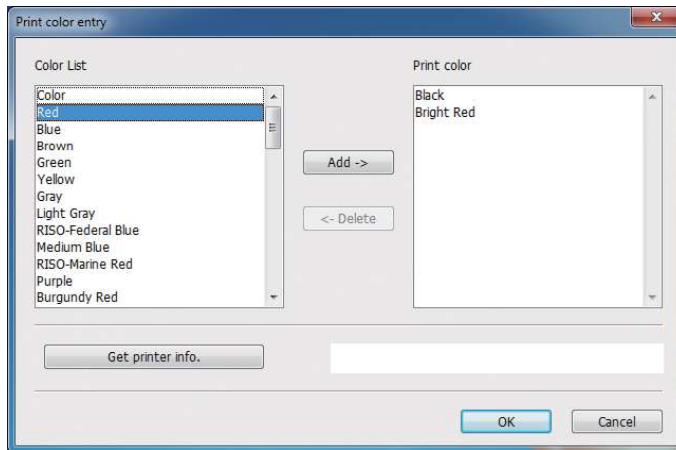 Print color entry
Color List
Print color
Color
Red
Blue
Brown
Green
Yellow
Gray
Light Gray
RISO-Federal Blue
Medium Blue
RISO-Marine Red
Purple
Burgundy Red
Add ->
<- Delete
Black
Bright Red
Get printer info.
OK
Cancel